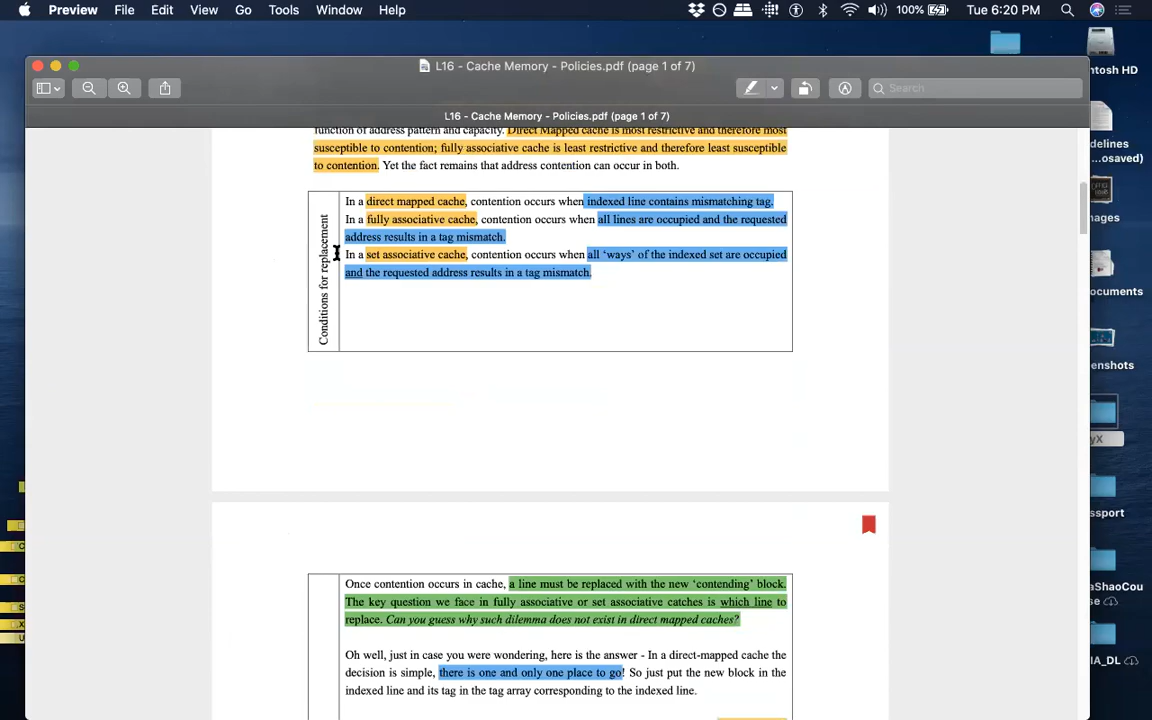 Preview File Edit View Go Tools Window Help 100% Tue 6:20 PM
L16 - Cache Memory - Policies.pdf (page 1 of 7)
Search
L16 - Cache Memory - Policies.pdf (page 1 of 7)
function of address pattern and capacity. Direct Mapped cache is most restrictive and therefore most
susceptible to contention; fully associative cache is least restrictive and therefore least susceptible
to contention. Yet the fact remains that address contention can occur in both.
Conditions for replacement
In a direct mapped cache, contention occurs when indexed line contains mismatching tag.
In a fully associative cache, contention occurs when all lines are occupied and the requested
address results in a tag mismatch.
In a set associative cache, contention occurs when all ‘ways’ of the indexed set are occupied
and the requested address results in a tag mismatch.
Once contention occurs in cache, a line must be replaced with the new ‘contending’ block.
The key question we face in fully associative or set associative catches is which line to
replace. Can you guess why such dilemma does not exist in direct mapped caches?
Oh well, just in case you were wondering, here is the answer - In a direct-mapped cache the
decision is simple, there is one and only one place to go! So just put the new block in the
indexed line and its tag in the tag array corresponding to the indexed line.
ntosh HD
delines
...osaved)
nages
ocuments
enshots
yX
ssport
aShaoCou
se
IA_DL